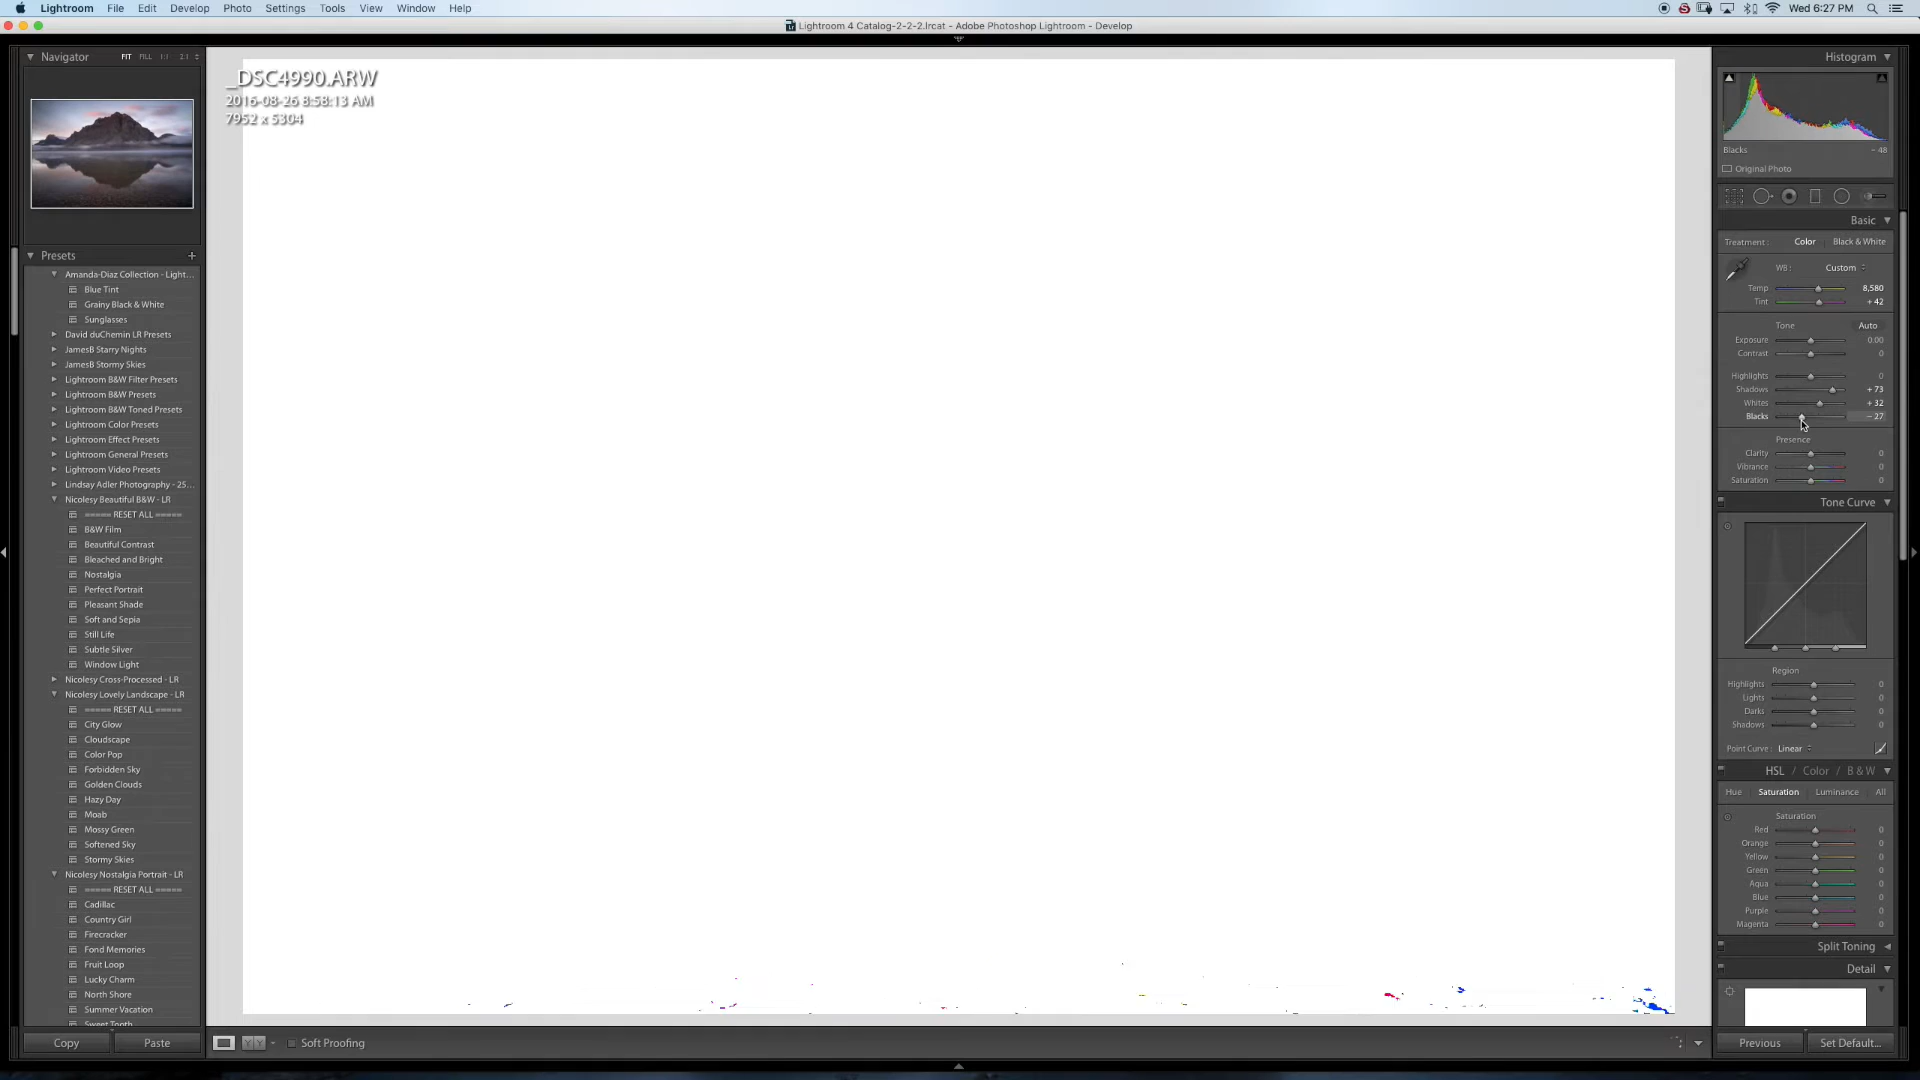 Lightroom File Edit Develop Photo Settings Tools View Window Help Wed 6:27 PM
Lightroom 4 Catalog-2-2-2.lrcat - Adobe Photoshop Lightroom - Develop
Navigator FIT FILL 1:1 2:1
_DSC4990.ARW
2016-08-26 8:58:13 AM
7952 x 5304
Presets +
Amanda-Diaz Collection - Light...
Blue Tint
Grainy Black & White
Sunglasses
David duChemin LR Presets
JamesB Starry Nights
JamesB Stormy Skies
Lightroom B&W Filter Presets
Lightroom B&W Presets
Lightroom B&W Toned Presets
Lightroom Color Presets
Lightroom Effect Presets
Lightroom General Presets
Lightroom Video Presets
Lindsay Adler Photography - 25...
Nicolesy Beautiful B&W - LR
===== RESET ALL =====
B&W Film
Beautiful Contrast
Bleached and Bright
Nostalgia
Perfect Portrait
Pleasant Shade
Soft and Sepia
Still Life
Subtle Silver
Window Light
Nicolesy Cross-Processed - LR
Nicolesy Lovely Landscape - LR
===== RESET ALL =====
City Glow
Cloudscape
Color Pop
Forbidden Sky
Golden Clouds
Hazy Day
Moab
Mossy Green
Softened Sky
Stormy Skies
Nicolesy Nostalgia Portrait - LR
===== RESET ALL =====
Cadillac
Country Girl
Firecracker
Fond Memories
Fruit Loop
Lucky Charm
North Shore
Summer Vacation
Sweet Tooth
Copy Paste
Soft Proofing
Histogram
Blacks - 48
Original Photo
Basic
Treatment : Color Black & White
WB : Custom
Temp 8,580
Tint + 42
Tone Auto
Exposure 0.00
Contrast 0
Highlights 0
Shadows + 73
Whites + 32
Blacks - 27
Presence
Clarity 0
Vibrance 0
Saturation 0
Tone Curve
Region
Highlights 0
Lights 0
Darks 0
Shadows 0
Point Curve : Linear
HSL / Color / B & W
Hue Saturation Luminance All
Saturation
Red 0
Orange 0
Yellow 0
Green 0
Aqua 0
Blue 0
Purple 0
Magenta 0
Split Toning
Detail
Previous Set Default...